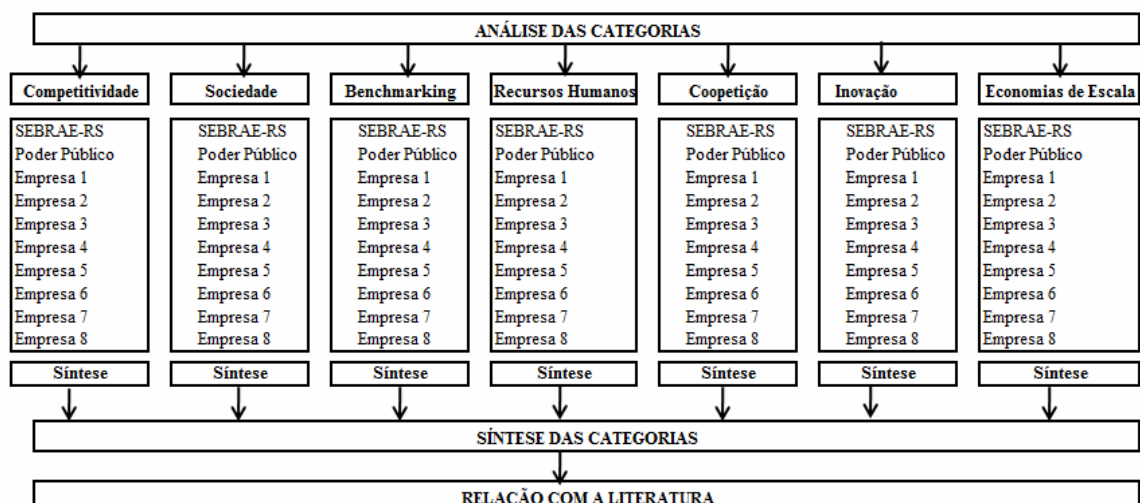 ANÁLISE DAS CATEGORIAS
Competitividade
Sociedade
Benchmarking
Recursos Humanos
Coopetição
Inovação
Economias de Escala
SEBRAE-RS
Poder Público
Empresa 1
Empresa 2
Empresa 3
Empresa 4
Empresa 5
Empresa 6
Empresa 7
Empresa 8
SEBRAE-RS
Poder Público
Empresa 1
Empresa 2
Empresa 3
Empresa 4
Empresa 5
Empresa 6
Empresa 7
Empresa 8
SEBRAE-RS
Poder Público
Empresa 1
Empresa 2
Empresa 3
Empresa 4
Empresa 5
Empresa 6
Empresa 7
Empresa 8
SEBRAE-RS
Poder Público
Empresa 1
Empresa 2
Empresa 3
Empresa 4
Empresa 5
Empresa 6
Empresa 7
Empresa 8
SEBRAE-RS
Poder Público
Empresa 1
Empresa 2
Empresa 3
Empresa 4
Empresa 5
Empresa 6
Empresa 7
Empresa 8
SEBRAE-RS
Poder Público
Empresa 1
Empresa 2
Empresa 3
Empresa 4
Empresa 5
Empresa 6
Empresa 7
Empresa 8
SEBRAE-RS
Poder Público
Empresa 1
Empresa 2
Empresa 3
Empresa 4
Empresa 5
Empresa 6
Empresa 7
Empresa 8
Síntese
Síntese
Síntese
Síntese
Síntese
Síntese
Síntese
SÍNTESE DAS CATEGORIAS
RELAÇÃO COM A LITERATURA